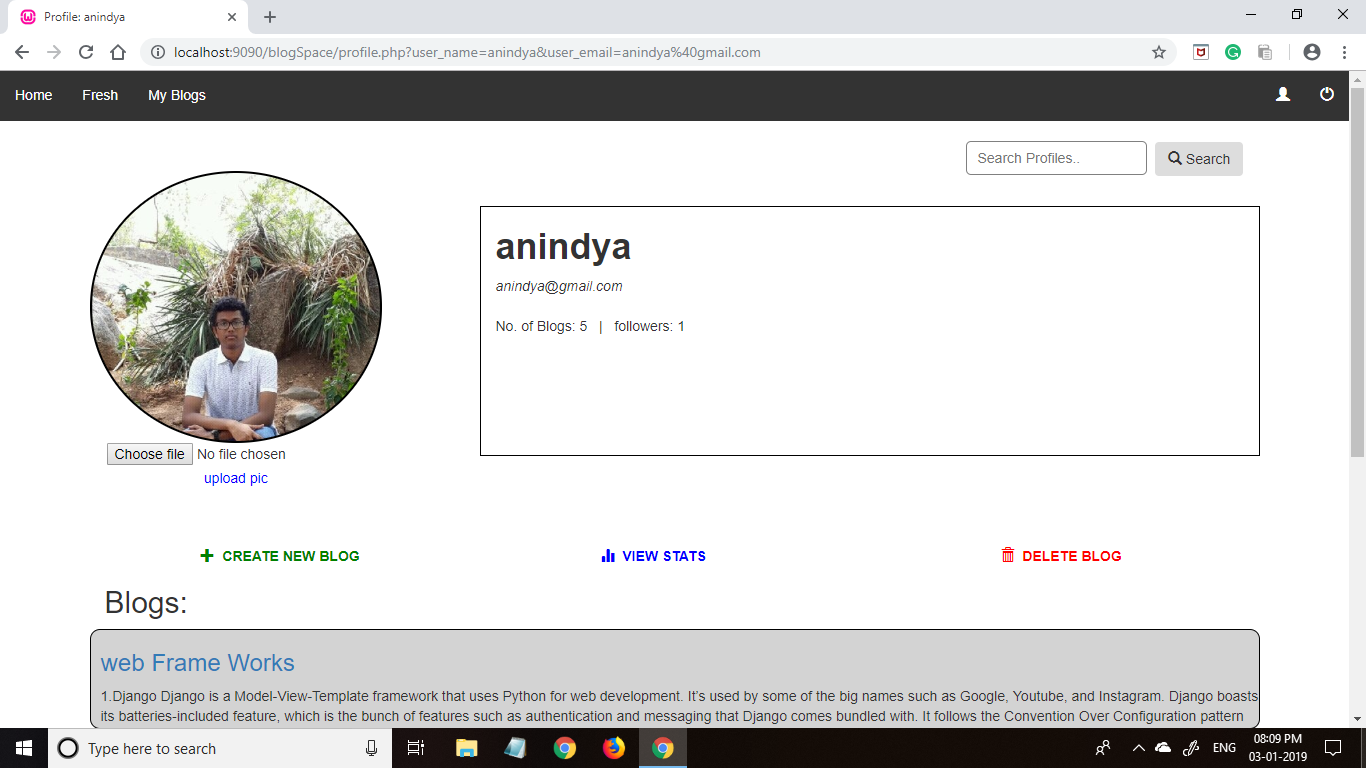 Profile: anindya
localhost:9090/blogSpace/profile.php?user_name=anindya&user_email=anindya%40gmail.com
Home Fresh My Blogs
Search Profiles.. Search
anindya
anindya@gmail.com
No. of Blogs: 5 | followers: 1
Choose file No file chosen
upload pic
CREATE NEW BLOG VIEW STATS DELETE BLOG
Blogs:
web Frame Works
1.Django Django is a Model-View-Template framework that uses Python for web development. It's used by some of the big names such as Google, Youtube, and Instagram. Django boasts
its batteries-included feature, which is the bunch of features such as authentication and messaging that Django comes bundled with. It follows the Convention Over Configuration pattern
Type here to search
ENG
08:09 PM
03-01-2019